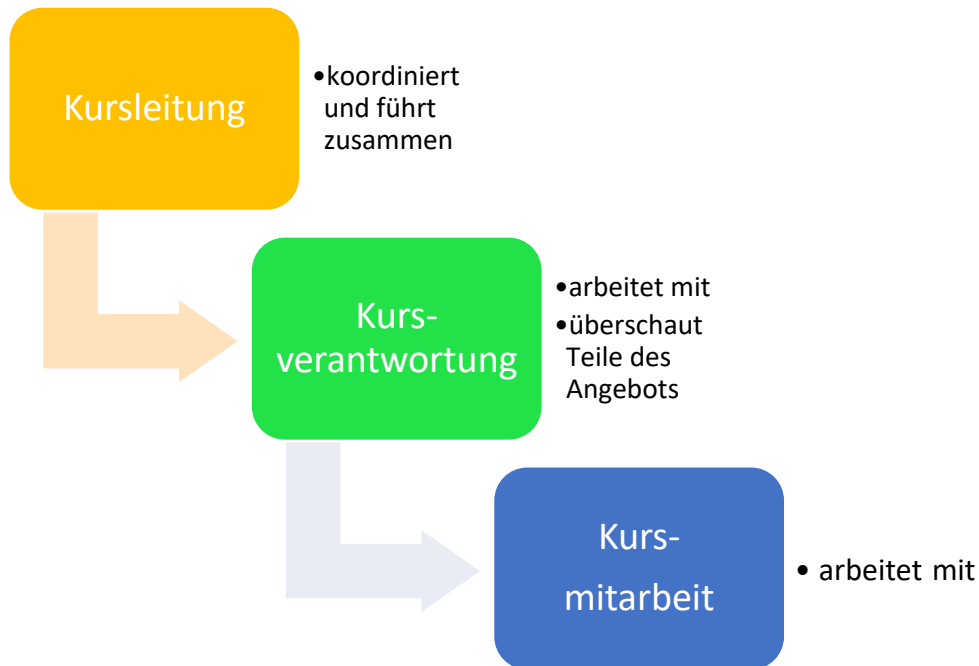 Kursleitung
•koordiniert
und führt
zusammen
Kurs-
verantwortung
•arbeitet mit
•überschaut
Teile des
Angebots
Kurs-
mitarbeit
• arbeitet mit